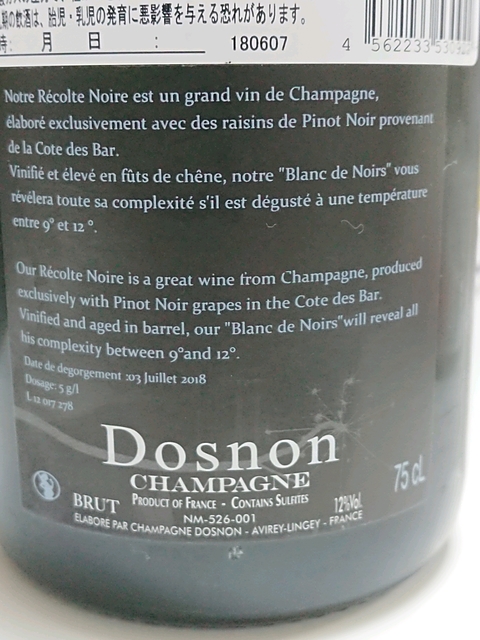 期の飲酒は、胎児・乳児の発育に悪影響を与える恐れがあります。
時: 月 日 : 180607
4 562233 530
Notre Récolte Noire est un grand vin de Champagne,
élaboré exclusivement avec des raisins de Pinot Noir provenant
de la Cote des Bar.
Vinifié et élevé en fûts de chêne, notre "Blanc de Noirs" vous
révélera toute sa complexité s'il est dégusté à une température
entre 9° et 12 °.
Our Récolte Noire is a great wine from Champagne, produced
exclusively with Pinot Noir grapes in the Cote des Bar.
Vinified and aged in barrel, our "Blanc de Noirs"will reveal all
his complexity between 9°and 12°.
Date de degorgement :03 Juillet 2018
Dosage: 5 g/l
L 12 017 278
Dosnon
CHAMPAGNE
75 cL
BRUT PRODUCT OF FRANCE - CONTAINS SULFITES 12%Vol.
NM-526-001
ELABORÉ PAR CHAMPAGNE DOSNON - AVIREY-LINGEY - FRANCE